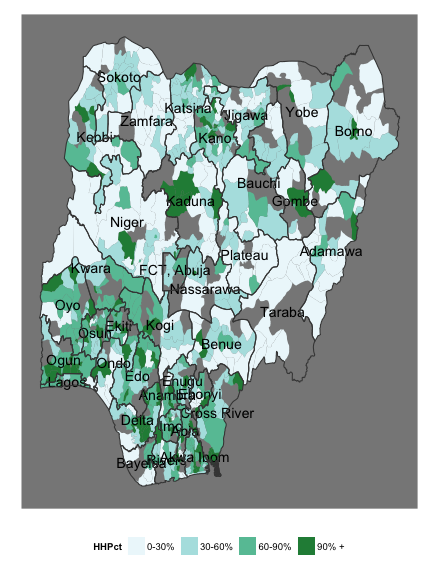 Sokoto
Katsina
Jigawa
Yobe
Zamfara
Borno
Kebbi
Kano
Bauchi
Kaduna
Gombe
Niger
Adamawa
Plateau
Kwara
FCT, Abuja
Nassarawa
Oyo
Taraba
Ekiti
Kogi
Osun
Benue
Ogun
Ondo
Edo
Lagos
Enugu
Anambra
Ebonyi
Cross River
Delta
Imo
Abia
Bayelsa
Rivers
Akwa Ibom
HHPct 0-30% 30-60% 60-90% 90% +